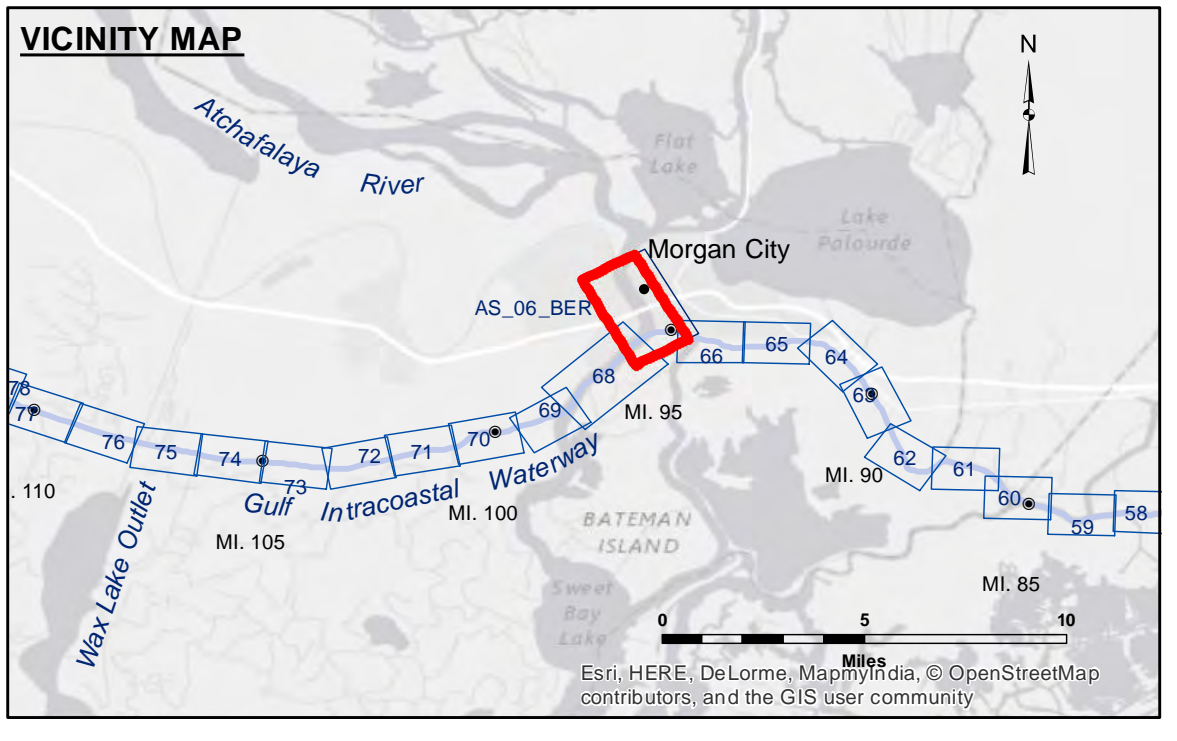 VICINITY MAP
N
Atchafalaya River
Flat
Lake
Lake
Palourde
Morgan City
AS_06_BER
66
65
64
63
62
61
60
59
58
68
69
70
71
72
73
74
75
76
77
78
MI. 95
MI. 90
MI. 85
MI. 100
MI. 105
. 110
Gulf Intracoastal Waterway
Wax Lake Outlet
BATEMAN
ISLAND
Sweet
Bay
Lake
0 5 10
Miles
Esri, HERE, DeLorme, MapmyIndia, © OpenStreetMap
contributors, and the GIS user community